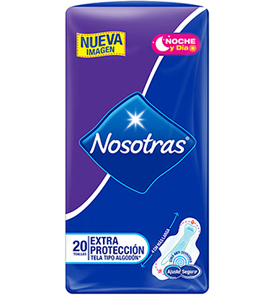 NUEVA
IMAGEN
NOCHE
y Día
Nosotras
20
TOALLAS
EXTRA
PROTECCIÓN
TELA TIPO ALGODÓN*
Ajuste Seguro